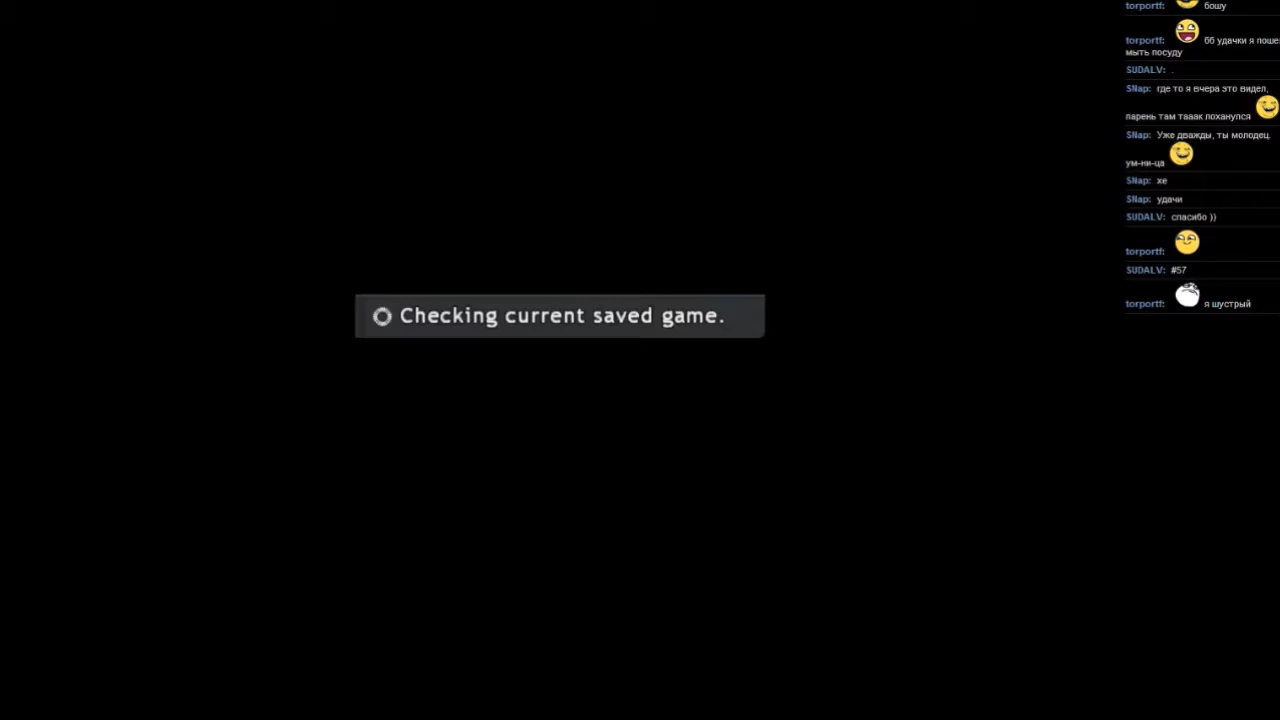 torportf: бошу
torportf: бб удачки я поше
мыть посуду
SUDALV: .
SNap: где то я вчера это видел,
парень там тааак лоханулся
SNap: Уже дважды, ты молодец.
ум-ни-ца
SNap: хе
SNap: удачи
SUDALV: спасибо ))
torportf:
SUDALV: #57
torportf: я шустрый
Checking current saved game.